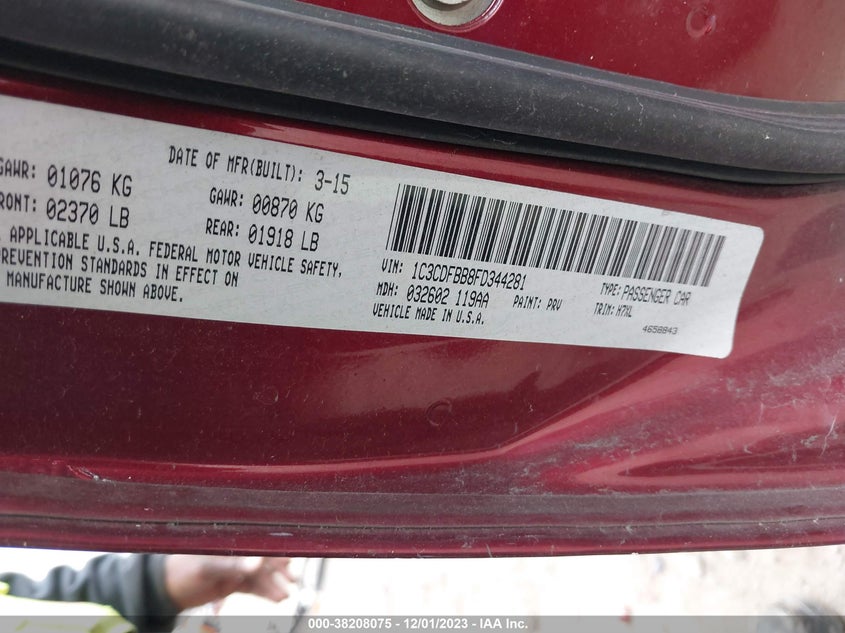 DATE OF MFR(BUILT): 3-15
GAWR: 01076 KG GAWR: 00870 KG
FRONT: 02370 LB REAR: 01918 LB
APPLICABLE U.S.A. FEDERAL MOTOR VEHICLE SAFETY,
PREVENTION STANDARDS IN EFFECT ON
MANUFACTURE SHOWN ABOVE.
VIN: 1C3CDFBB8FD344281 TYPE: PASSENGER CAR
MDH: 032602 119AA PAINT: PRV TRIM: H7XL
VEHICLE MADE IN U.S.A. 4658843
000-38208075 - 12/01/2023 - IAA Inc.